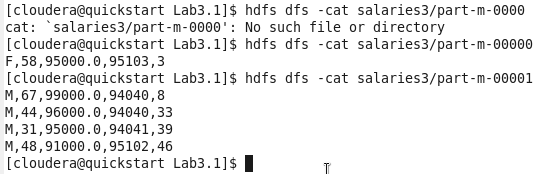 [cloudera@quickstart Lab3.1]$ hdfs dfs -cat salaries3/part-m-0000
cat: `salaries3/part-m-0000': No such file or directory
[cloudera@quickstart Lab3.1]$ hdfs dfs -cat salaries3/part-m-00000
F,58,95000.0,95103,3
[cloudera@quickstart Lab3.1]$ hdfs dfs -cat salaries3/part-m-00001
M,67,99000.0,94040,8
M,44,96000.0,94040,33
M,31,95000.0,94041,39
M,48,91000.0,95102,46
[cloudera@quickstart Lab3.1]$